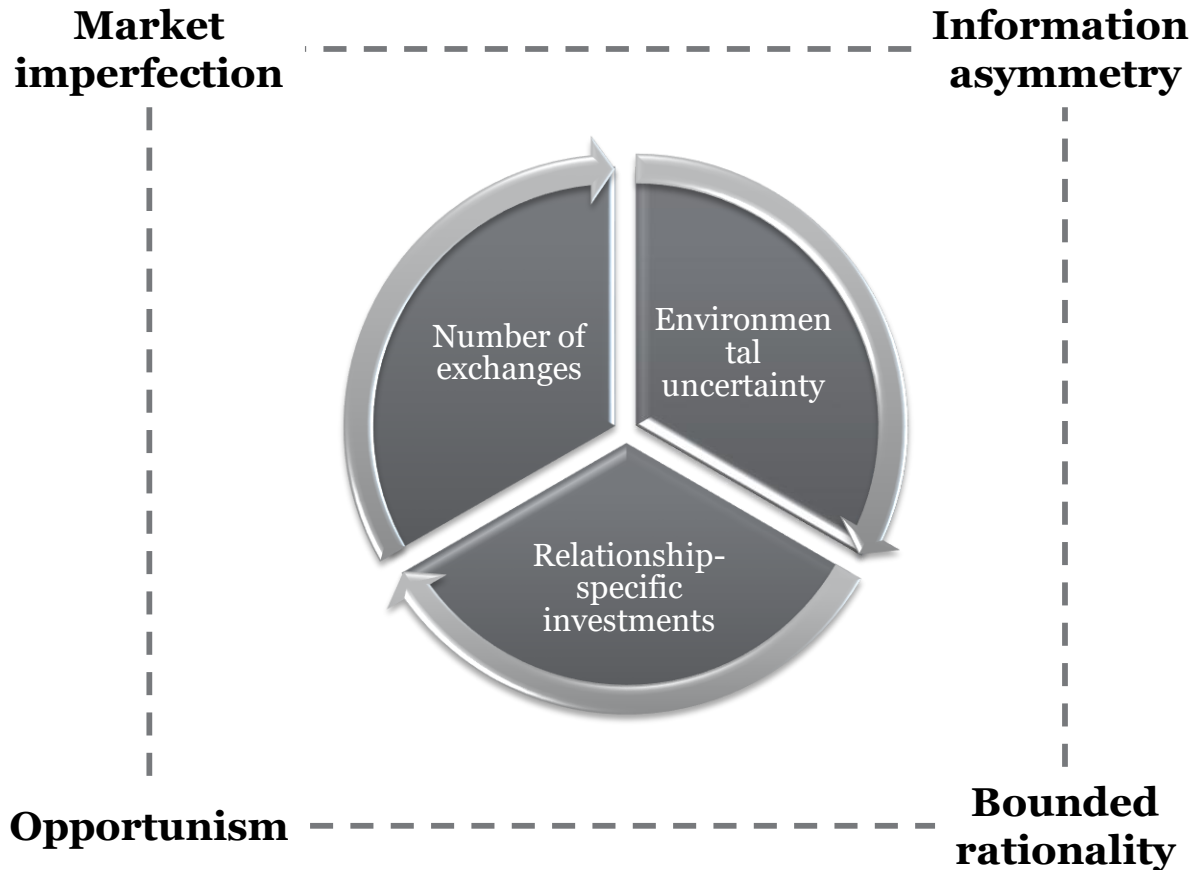 Market
imperfection
Information
asymmetry
Number of
exchanges
Environmen
tal
uncertainty
Relationship-
specific
investments
Opportunism
Bounded
rationality